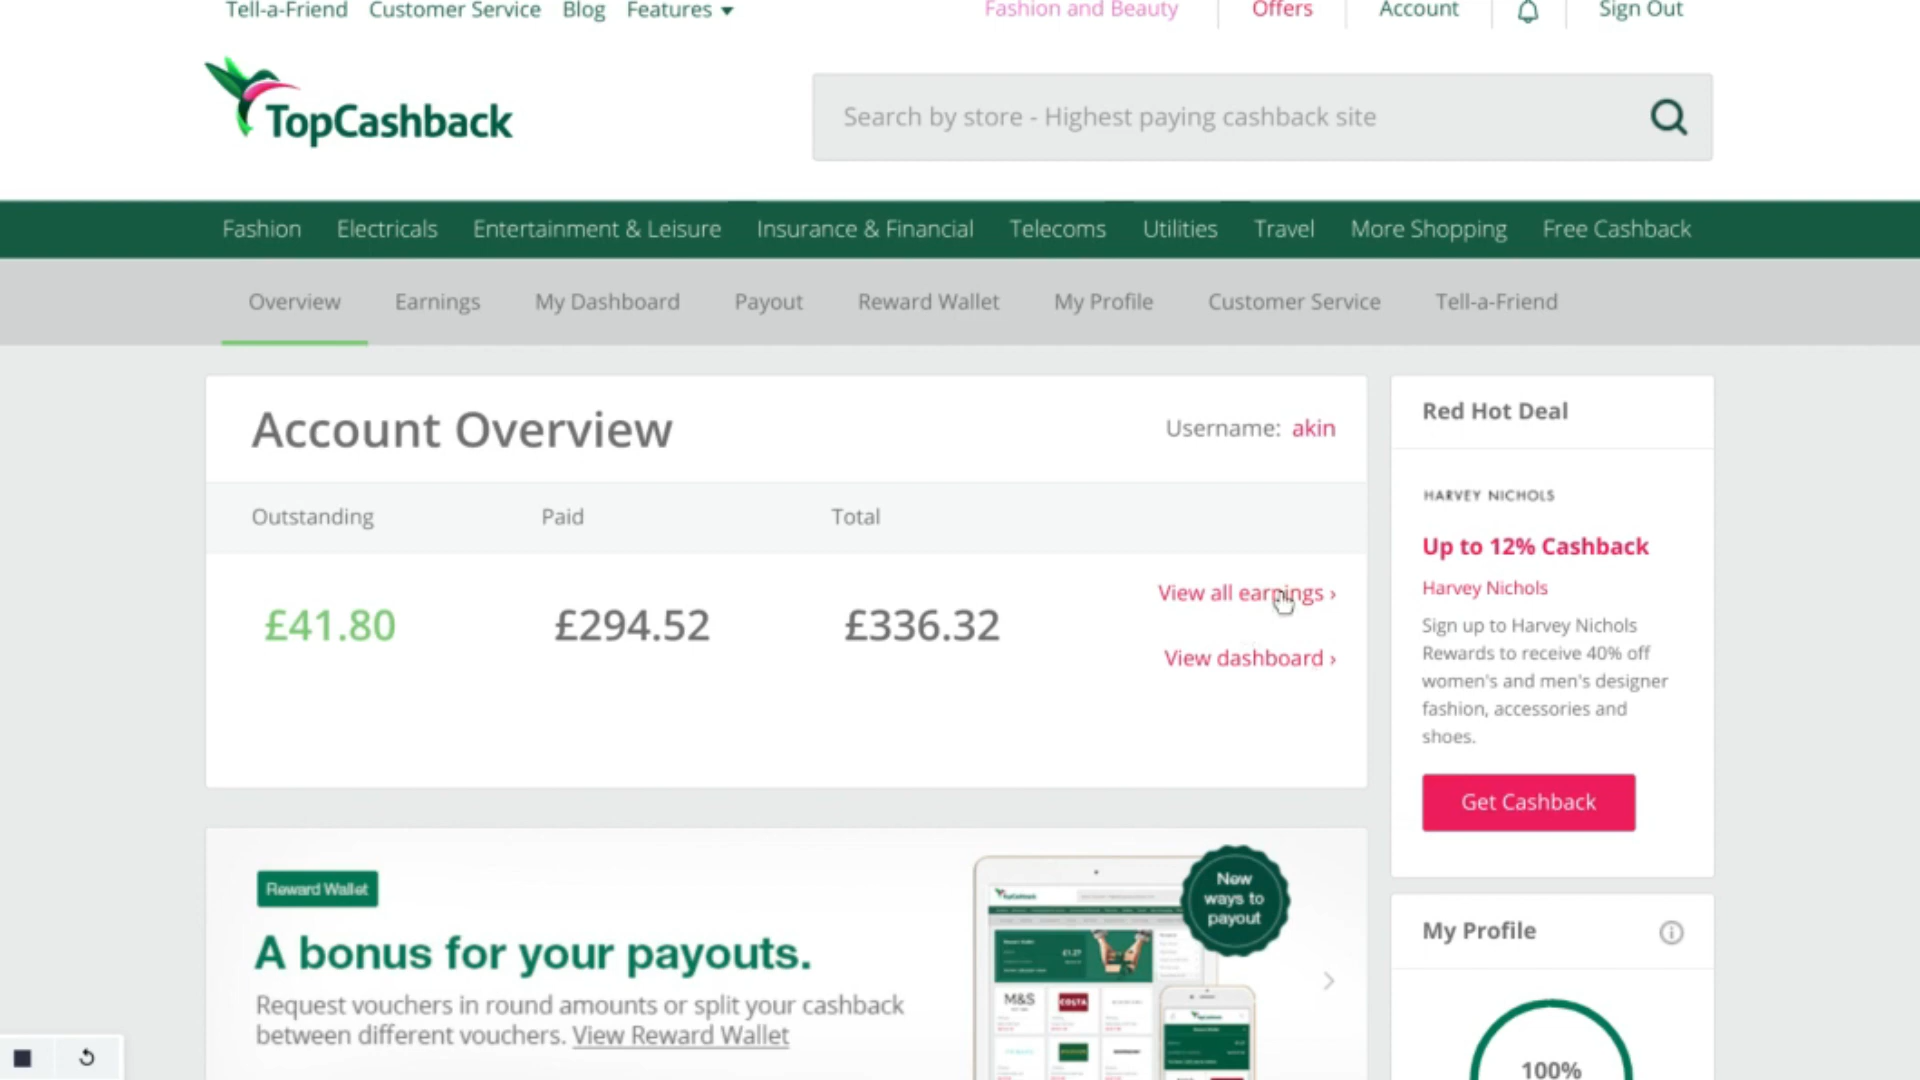 Tell-a-Friend Customer Service Blog Features
Fashion and Beauty Offers Account Sign Out
TopCashback
Search by store - Highest paying cashback site
Fashion Electricals Entertainment & Leisure Insurance & Financial Telecoms Utilities Travel More Shopping Free Cashback
Overview Earnings My Dashboard Payout Reward Wallet My Profile Customer Service Tell-a-Friend
Account Overview
Username: akin
Outstanding Paid Total
£41.80 £294.52 £336.32
View all earnings ›
View dashboard ›
Red Hot Deal
HARVEY NICHOLS
Up to 12% Cashback
Harvey Nichols
Sign up to Harvey Nichols
Rewards to receive 40% off
women's and men's designer
fashion, accessories and
shoes.
Get Cashback
Reward Wallet
A bonus for your payouts.
Request vouchers in round amounts or split your cashback
between different vouchers. View Reward Wallet
New
ways to
payout
TopCashback
£1.27
M&S
COSTA
My Profile
100%